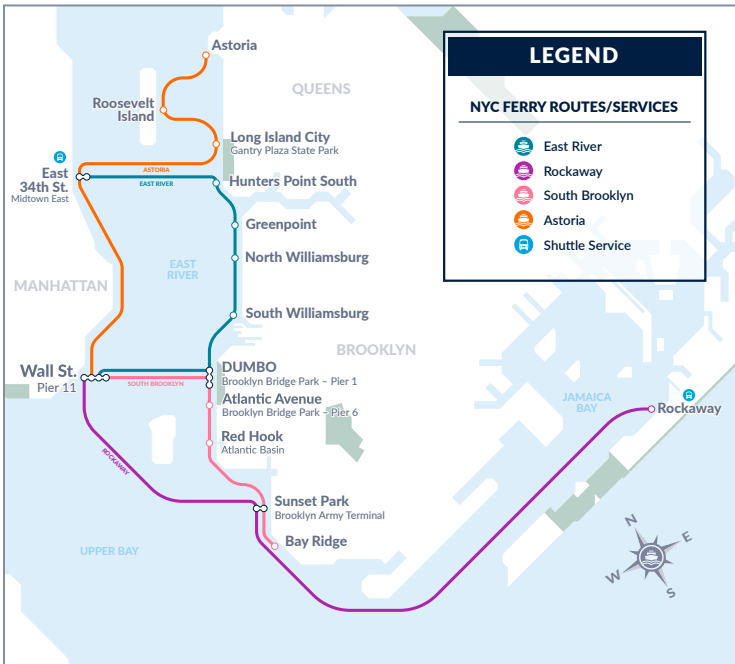 LEGEND
NYC FERRY ROUTES/SERVICES
East River
Rockaway
South Brooklyn
Astoria
Shuttle Service
Astoria
QUEENS
Roosevelt
Island
Long Island City
Gantry Plaza State Park
ASTORIA
East
34th St.
Midtown East
EAST RIVER
Hunters Point South
Greenpoint
North Williamsburg
EAST
RIVER
MANHATTAN
South Williamsburg
BROOKLYN
Wall St.
Pier 11
SOUTH BROOKLYN
DUMBO
Brooklyn Bridge Park – Pier 1
Atlantic Avenue
Brooklyn Bridge Park – Pier 6
JAMAICA
BAY
Rockaway
Red Hook
Atlantic Basin
ROCKAWAY
Sunset Park
Brooklyn Army Terminal
Bay Ridge
UPPER BAY
N
E
W
S